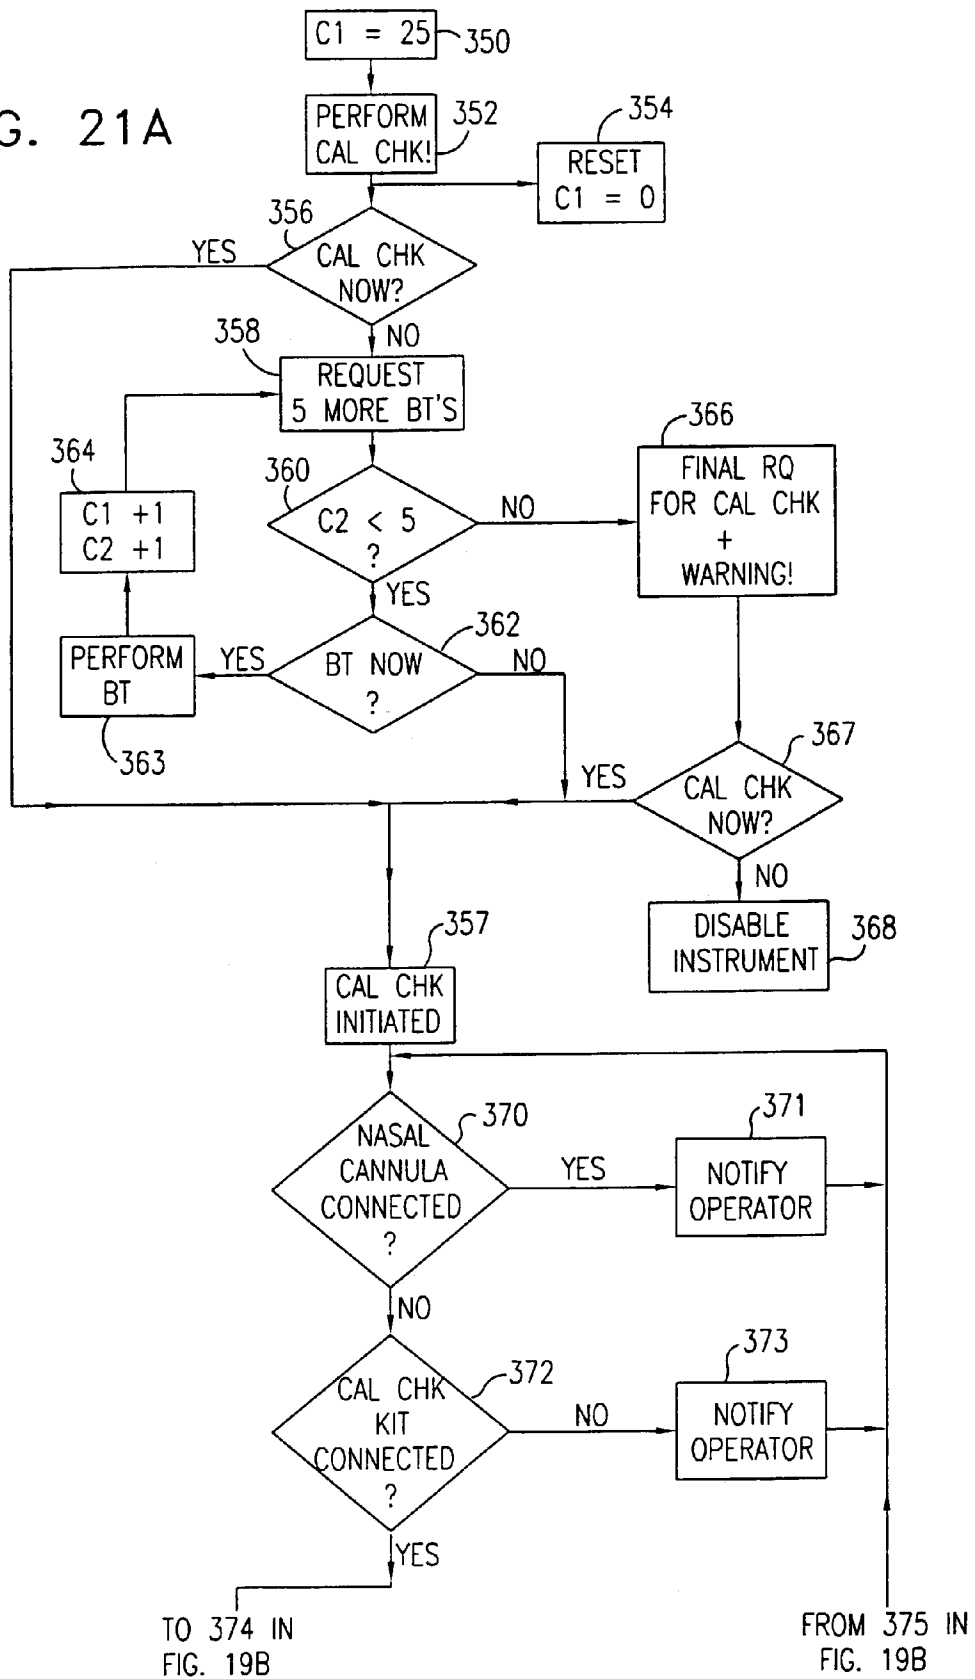 C1 = 25
350
G. 21A
PERFORM
CAL CHK!
352
354
RESET
C1 = 0
356
YES
CAL CHK
NOW?
NO
358
REQUEST
5 MORE BT'S
364
C1 +1
C2 +1
360
C2 < 5
?
NO
366
FINAL RQ
FOR CAL CHK
+
WARNING!
YES
362
BT NOW
?
YES
NO
PERFORM
BT
363
367
YES
CAL CHK
NOW?
NO
DISABLE
INSTRUMENT
368
357
CAL CHK
INITIATED
370
NASAL
CANNULA
CONNECTED
?
YES
371
NOTIFY
OPERATOR
NO
372
CAL CHK
KIT
CONNECTED
?
NO
373
NOTIFY
OPERATOR
YES
TO 374 IN
FIG. 19B
FROM 375 IN
FIG. 19B